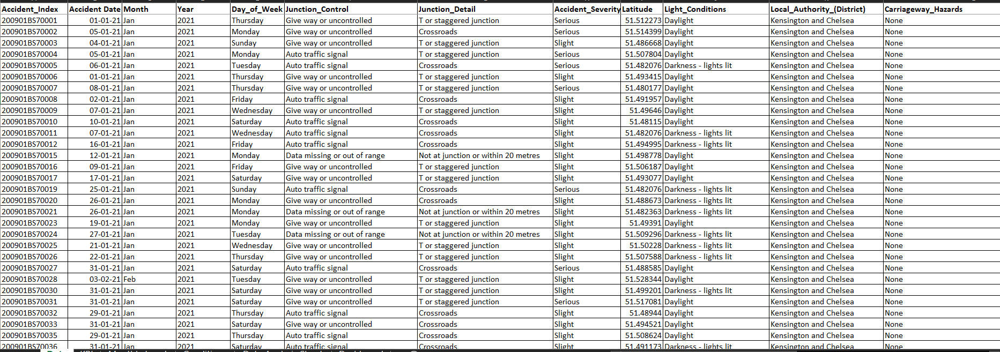 Accident_Index Accident Date Month Year Day_of_Week Junction_Control Junction_Detail Accident_Severity Latitude Light_Conditions Local_Authority_(District) Carriageway_Hazards
200901BS70001 01-01-21 Jan 2021 Thursday Give way or uncontrolled T or staggered junction Serious 51.512273 Daylight Kensington and Chelsea None
200901BS70002 05-01-21 Jan 2021 Monday Give way or uncontrolled Crossroads Serious 51.514399 Daylight Kensington and Chelsea None
200901BS70003 04-01-21 Jan 2021 Sunday Give way or uncontrolled T or staggered junction Slight 51.486668 Daylight Kensington and Chelsea None
200901BS70004 05-01-21 Jan 2021 Monday Auto traffic signal T or staggered junction Serious 51.507804 Daylight Kensington and Chelsea None
200901BS70005 06-01-21 Jan 2021 Tuesday Auto traffic signal Crossroads Serious 51.482076 Darkness - lights lit Kensington and Chelsea None
200901BS70006 01-01-21 Jan 2021 Thursday Give way or uncontrolled T or staggered junction Slight 51.493415 Daylight Kensington and Chelsea None
200901BS70007 08-01-21 Jan 2021 Thursday Give way or uncontrolled T or staggered junction Serious 51.480177 Daylight Kensington and Chelsea None
200901BS70008 02-01-21 Jan 2021 Friday Auto traffic signal Crossroads Slight 51.491957 Daylight Kensington and Chelsea None
200901BS70009 07-01-21 Jan 2021 Wednesday Give way or uncontrolled T or staggered junction Slight 51.49646 Daylight Kensington and Chelsea None
200901BS70010 10-01-21 Jan 2021 Saturday Auto traffic signal Crossroads Slight 51.48115 Daylight Kensington and Chelsea None
200901BS70011 07-01-21 Jan 2021 Wednesday Auto traffic signal Crossroads Slight 51.482076 Darkness - lights lit Kensington and Chelsea None
200901BS70012 16-01-21 Jan 2021 Friday Auto traffic signal Crossroads Slight 51.494995 Darkness - lights lit Kensington and Chelsea None
200901BS70015 12-01-21 Jan 2021 Monday Data missing or out of range Not at junction or within 20 metres Slight 51.498778 Daylight Kensington and Chelsea None
200901BS70016 09-01-21 Jan 2021 Friday Give way or uncontrolled T or staggered junction Slight 51.506187 Daylight Kensington and Chelsea None
200901BS70017 17-01-21 Jan 2021 Saturday Give way or uncontrolled T or staggered junction Slight 51.493077 Daylight Kensington and Chelsea None
200901BS70019 25-01-21 Jan 2021 Sunday Auto traffic signal Crossroads Serious 51.482076 Darkness - lights lit Kensington and Chelsea None
200901BS70020 26-01-21 Jan 2021 Monday Give way or uncontrolled Crossroads Slight 51.488673 Darkness - lights lit Kensington and Chelsea None
200901BS70021 26-01-21 Jan 2021 Monday Data missing or out of range Not at junction or within 20 metres Slight 51.482363 Darkness - lights lit Kensington and Chelsea None
200901BS70023 19-01-21 Jan 2021 Monday Give way or uncontrolled T or staggered junction Slight 51.49391 Daylight Kensington and Chelsea None
200901BS70024 27-01-21 Jan 2021 Tuesday Data missing or out of range Not at junction or within 20 metres Slight 51.509296 Darkness - lights lit Kensington and Chelsea None
200901BS70025 21-01-21 Jan 2021 Wednesday Give way or uncontrolled T or staggered junction Slight 51.50228 Darkness - lights lit Kensington and Chelsea None
200901BS70026 22-01-21 Jan 2021 Thursday Give way or uncontrolled T or staggered junction Slight 51.507588 Darkness - lights lit Kensington and Chelsea None
200901BS70027 31-01-21 Jan 2021 Saturday Auto traffic signal Crossroads Serious 51.488585 Daylight Kensington and Chelsea None
200901BS70028 03-02-21 Feb 2021 Tuesday Give way or uncontrolled T or staggered junction Slight 51.528344 Daylight Kensington and Chelsea None
200901BS70030 31-01-21 Jan 2021 Saturday Give way or uncontrolled T or staggered junction Slight 51.499201 Darkness - lights lit Kensington and Chelsea None
200901BS70031 31-01-21 Jan 2021 Saturday Give way or uncontrolled T or staggered junction Serious 51.517081 Daylight Kensington and Chelsea None
200901BS70032 29-01-21 Jan 2021 Thursday Auto traffic signal Crossroads Slight 51.48944 Daylight Kensington and Chelsea None
200901BS70033 31-01-21 Jan 2021 Saturday Give way or uncontrolled Crossroads Slight 51.494521 Daylight Kensington and Chelsea None
200901BS70035 29-01-21 Jan 2021 Thursday Auto traffic signal Crossroads Slight 51.508624 Daylight Kensington and Chelsea None
200901BS70036 31-01-21 Jan 2021 Saturday Auto traffic signal Crossroads Slight 51.491173 Darkness - lights lit Kensington and Chelsea None